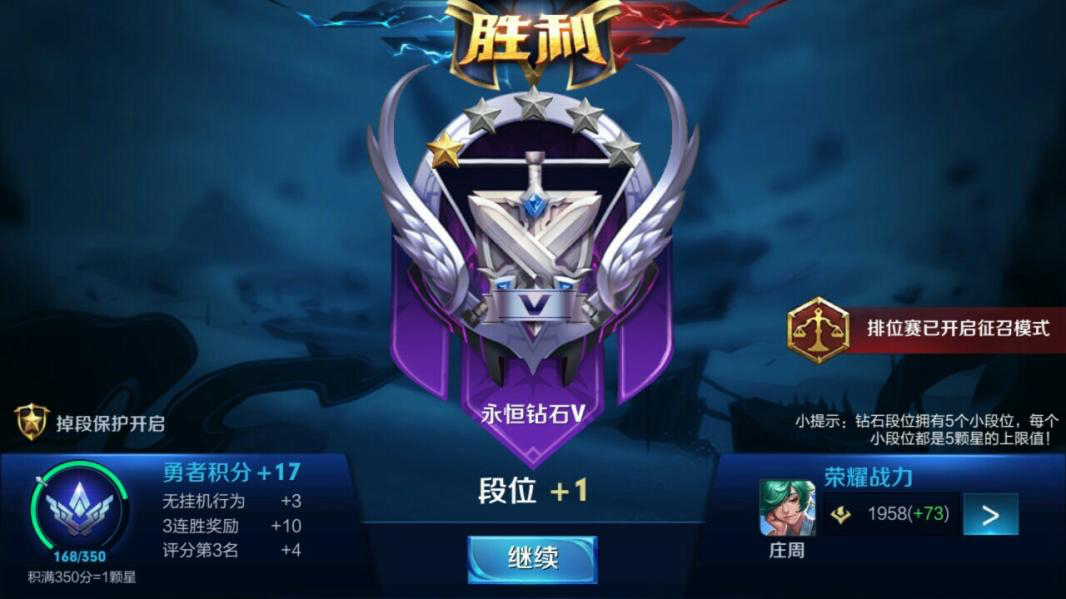 胜利
V
排位赛已开启征召模式
永恒钻石V
掉段保护开启
小提示：钻石段位拥有5个小段位，每个
小段位都是5颗星的上限值！
段位 +1
勇者积分+17
无挂机行为 +3
3连胜奖励 +10
评分第3名 +4
168/350
积满350分=1颗星
荣耀战力
1958(+73)
>
庄周
继续